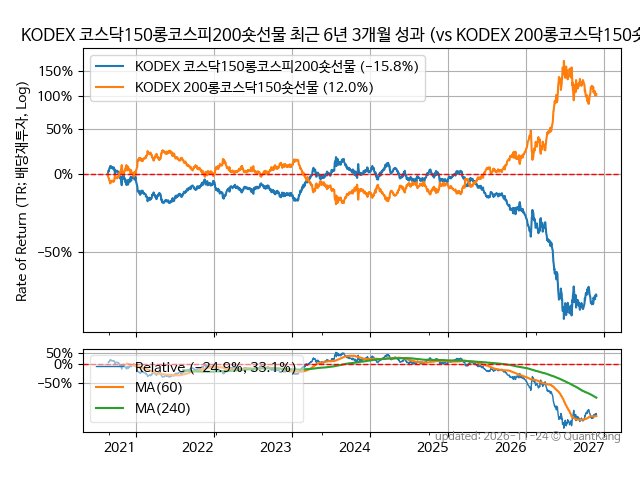 KODEX 코스닥150롱코스피200숏선물 최근 6년 3개월 성과 (vs KODEX 200롱코스닥150숏
KODEX 코스닥150롱코스피200숏선물 (−15.8%)
KODEX 200롱코스닥150숏선물 (12.0%)
150%
100%
50%
0%
−50%
Rate of Return (TR: 배당재투자, Log)
50%
0%
−50%
Relative (−24.9%, 33.1%)
MA(60)
MA(240)
updated: 2026-11-24 © QuantKang
2021 2022 2023 2024 2025 2026 2027